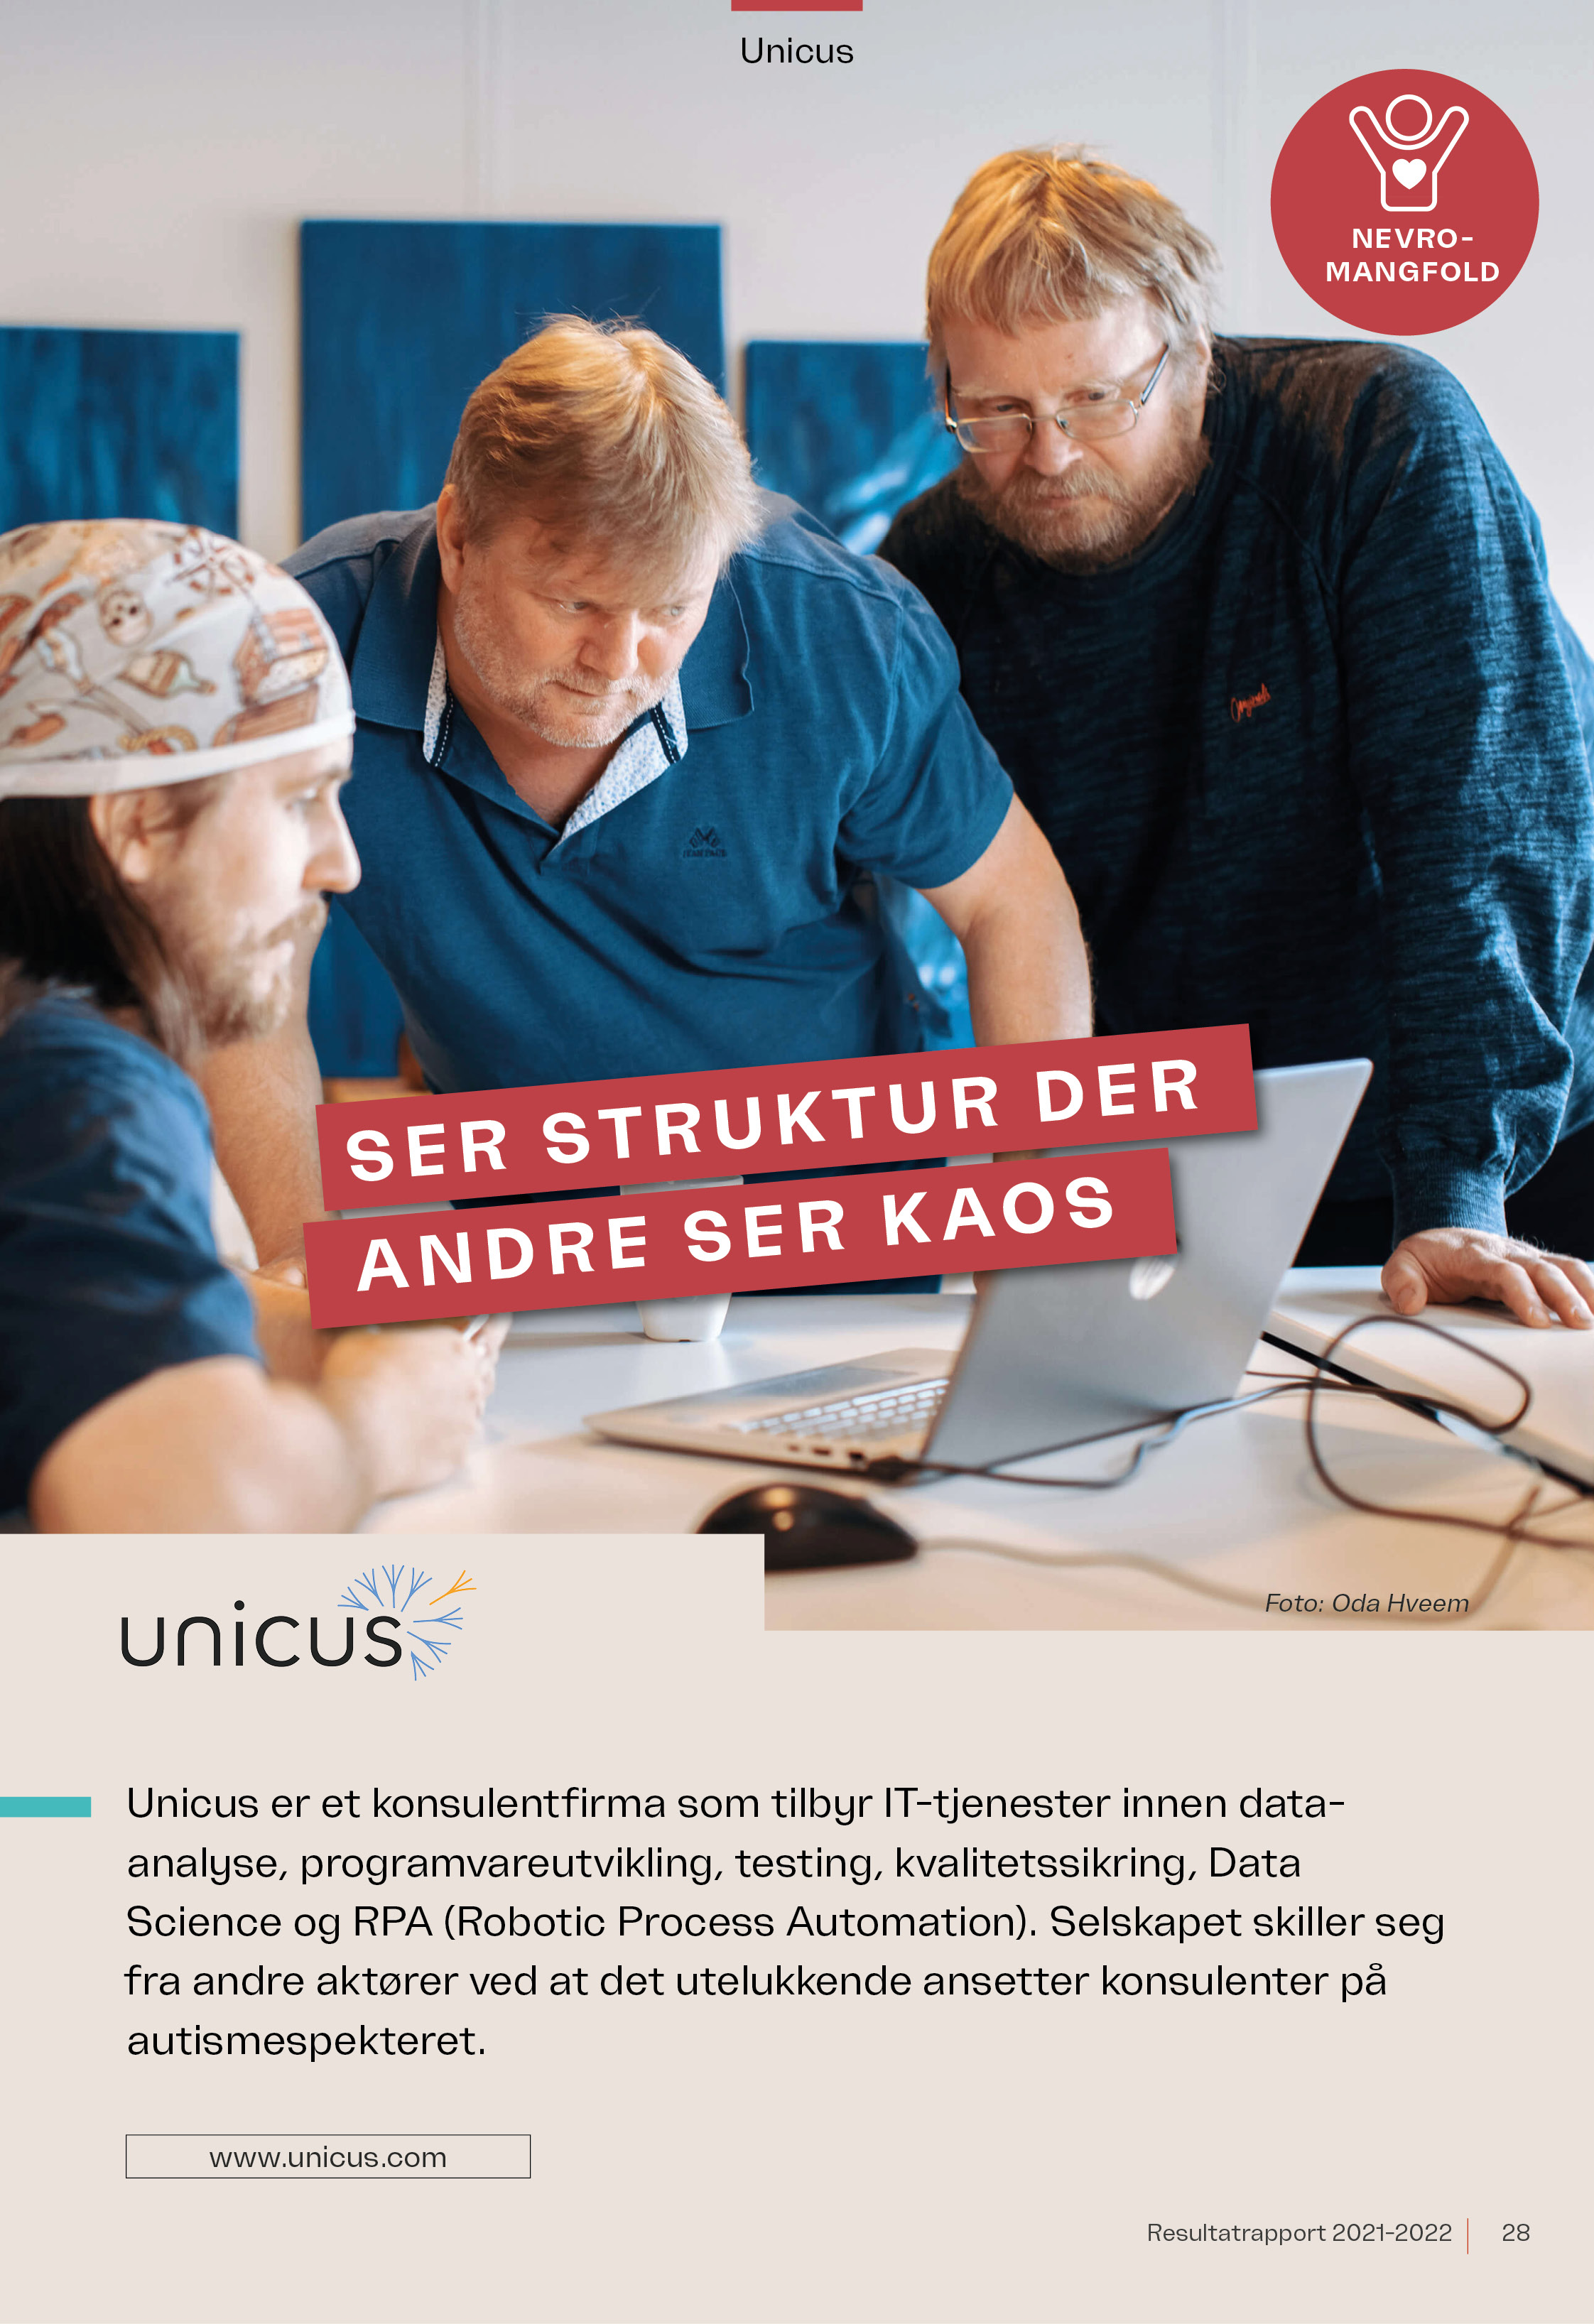 Unicus
NEVRO-
MANGFOLD
SER STRUKTUR DER
ANDRE SER KAOS
Foto: Oda Hveem
unicus
Unicus er et konsulentfirma som tilbyr IT-tjenester innen data-
analyse, programvareutvikling, testing, kvalitetssikring, Data
Science og RPA (Robotic Process Automation). Selskapet skiller seg
fra andre aktører ved at det utelukkende ansetter konsulenter på
autismespekteret.
www.unicus.com
Resultatrapport 2021-2022 28